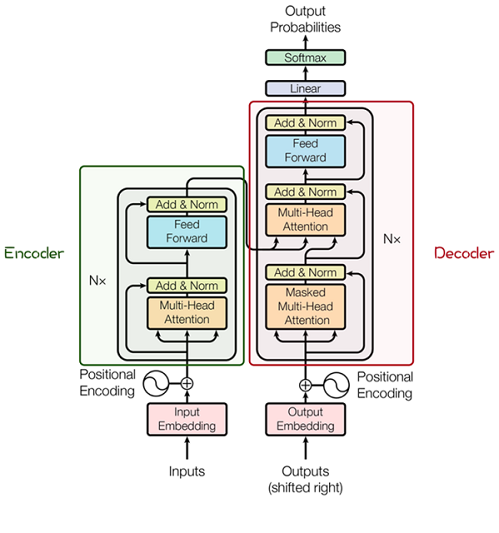 Output
Probabilities
Softmax
Linear
Add & Norm
Feed
Forward
Add & Norm
Multi-Head
Attention
Add & Norm
Masked
Multi-Head
Attention
Nx
Decoder
Positional
Encoding
Output
Embedding
Outputs
(shifted right)
Encoder
Nx
Add & Norm
Feed
Forward
Add & Norm
Multi-Head
Attention
Positional
Encoding
Input
Embedding
Inputs